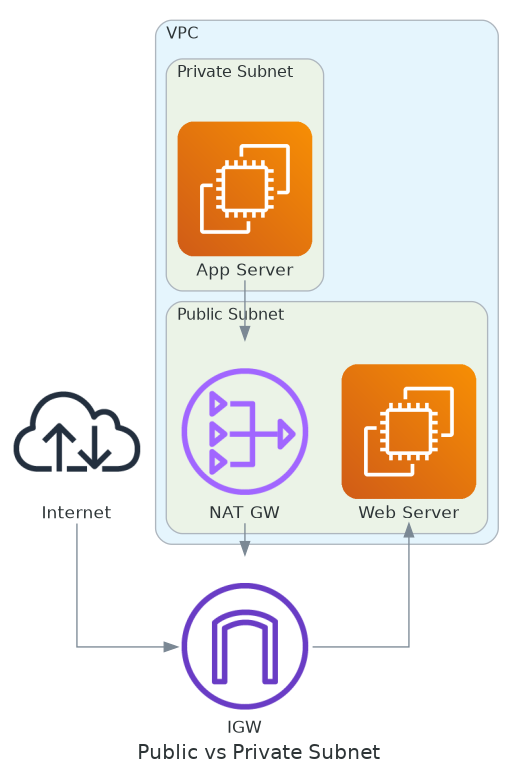 VPC
Private Subnet
App Server
Public Subnet
Internet
NAT GW
Web Server
IGW
Public vs Private Subnet